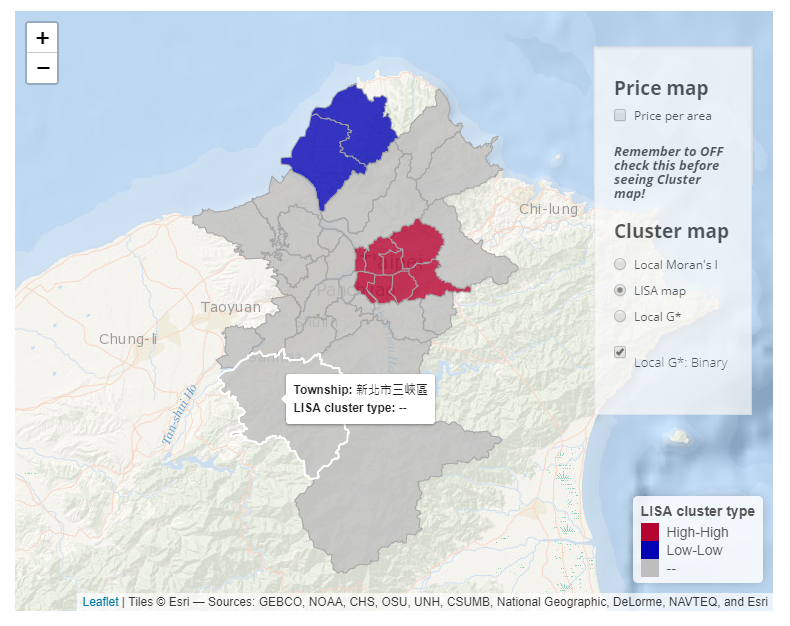 +
−
Price map
Price per area
Remember to OFF
check this before
seeing Cluster
map!
Cluster map
Local Moran's I
LISA map
Local G*
Local G*: Binary
Chi-lung
Taipei
Taoyuan
Chung-li
Tan-shui Ho
Township: 新北市三峽區
LISA cluster type: --
LISA cluster type
High-High
Low-Low
--
Leaflet | Tiles © Esri — Sources: GEBCO, NOAA, CHS, OSU, UNH, CSUMB, National Geographic, DeLorme, NAVTEQ, and Esri